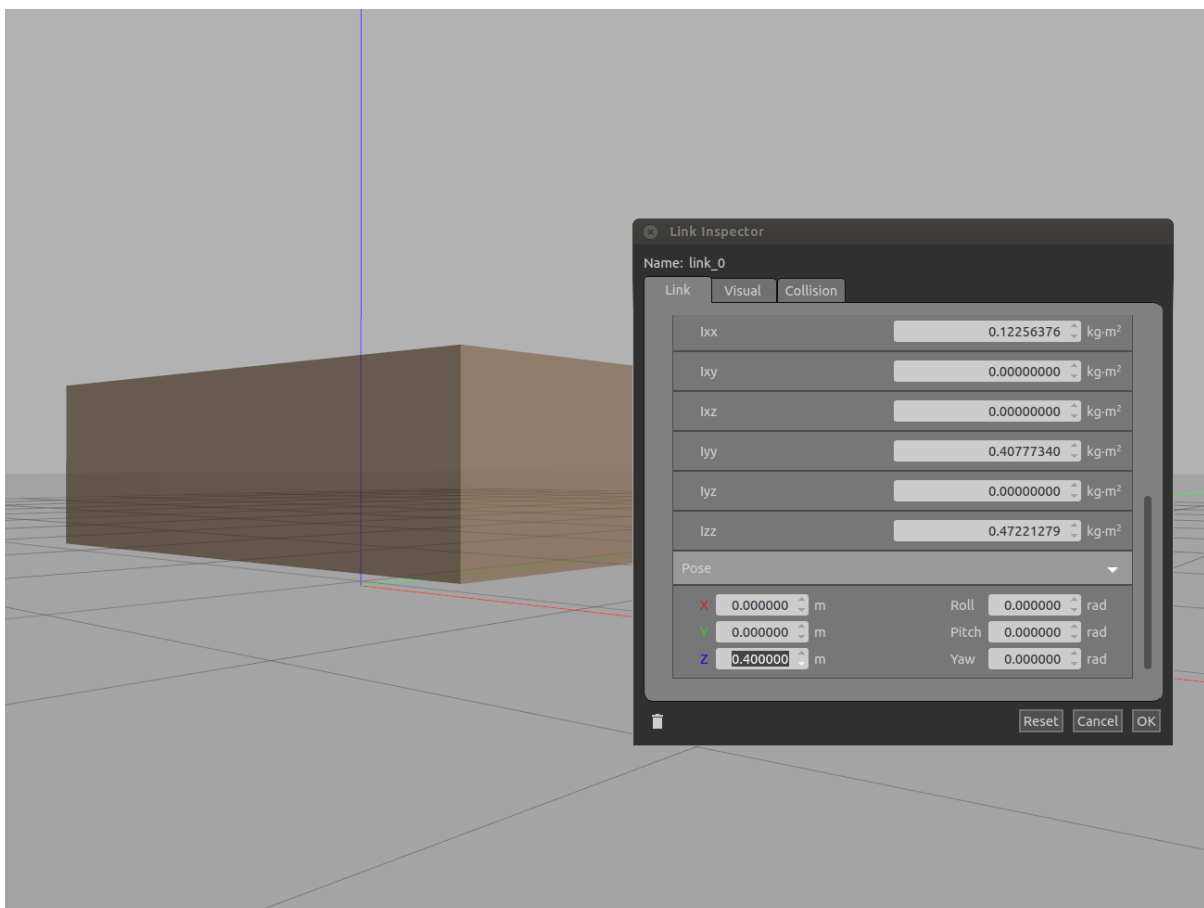 Link Inspector
Name: link_0
Link Visual Collision
Ixx 0.12256376 kg·m²
Ixy 0.00000000 kg·m²
Ixz 0.00000000 kg·m²
Iyy 0.40777340 kg·m²
Iyz 0.00000000 kg·m²
Izz 0.47221279 kg·m²
Pose
X 0.000000 m Roll 0.000000 rad
Y 0.000000 m Pitch 0.000000 rad
Z 0.400000 m Yaw 0.000000 rad
Reset Cancel OK